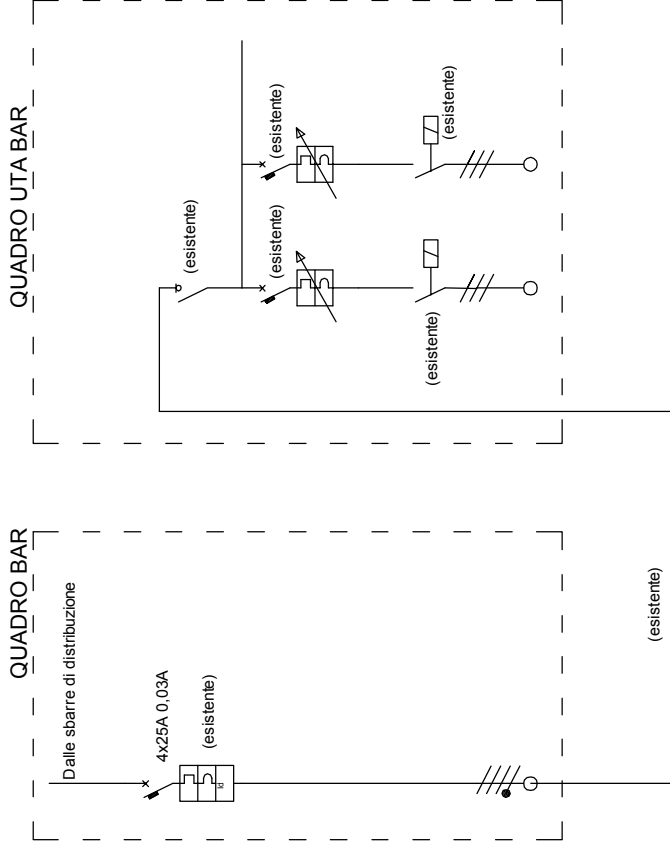 QUADRO BAR
Dalle sbarre di distribuzione
4x25A 0,03A
(esistente)
Id
(esistente)
QUADRO UTA BAR
(esistente)
(esistente)
(esistente)
(esistente)
(esistente)